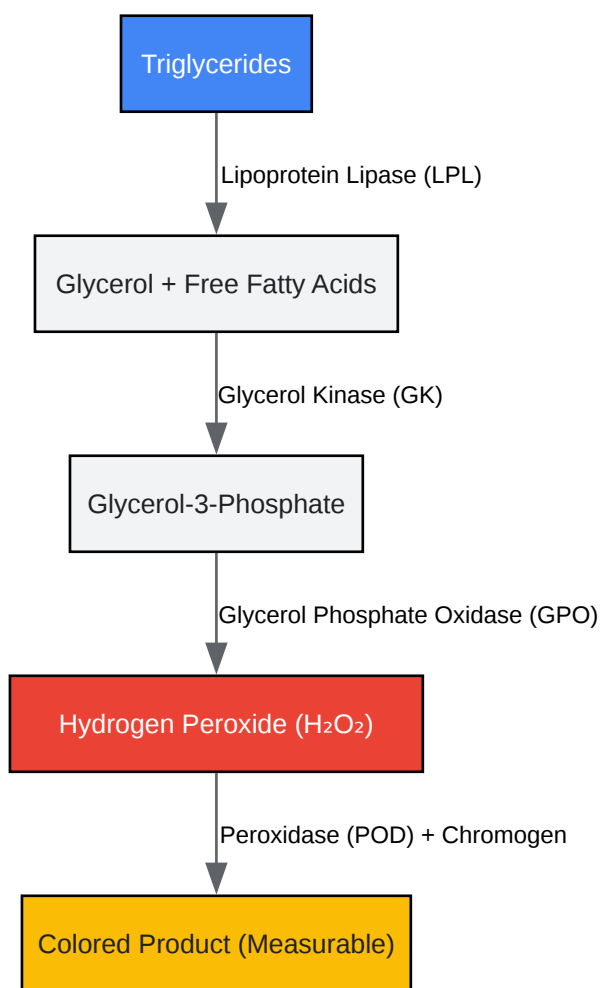 Triglycerides
Lipoprotein Lipase (LPL)
Glycerol + Free Fatty Acids
Glycerol Kinase (GK)
Glycerol-3-Phosphate
Glycerol Phosphate Oxidase (GPO)
Hydrogen Peroxide (H₂O₂)
Peroxidase (POD) + Chromogen
Colored Product (Measurable)